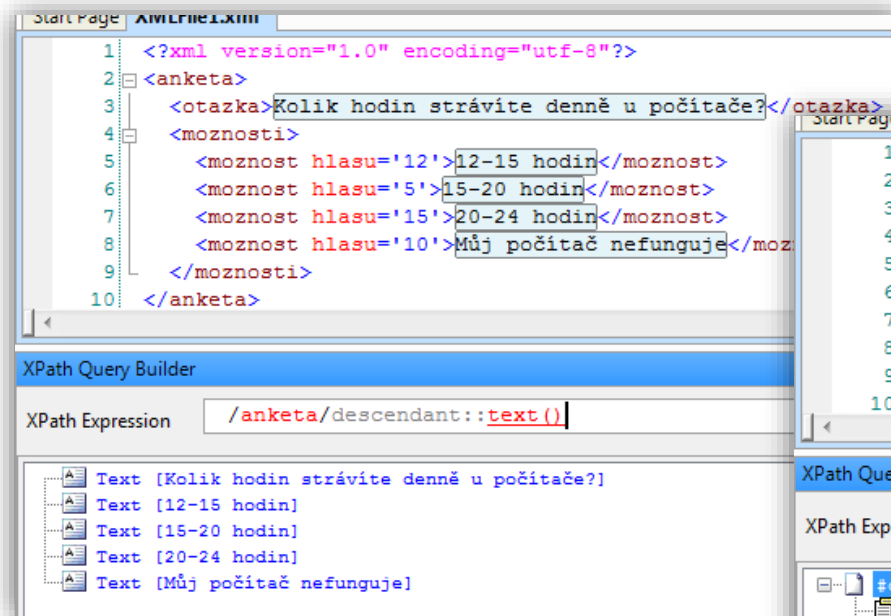 Start Page XMLFile1.xml
1 <?xml version="1.0" encoding="utf-8"?>
2 <anketa>
3 <otazka>Kolik hodin strávíte denně u počítače?</otazka>
4 <moznosti>
5 <moznost hlasu='12'>12-15 hodin</moznost>
6 <moznost hlasu='5'>15-20 hodin</moznost>
7 <moznost hlasu='15'>20-24 hodin</moznost>
8 <moznost hlasu='10'>Můj počítač nefunguje</moz
9 </moznosti>
10 </anketa>
XPath Query Builder
XPath Expression /anketa/descendant::text()
Text [Kolik hodin strávíte denně u počítače?]
Text [12-15 hodin]
Text [15-20 hodin]
Text [20-24 hodin]
Text [Můj počítač nefunguje]
Start Page
1
2
3
4
5
6
7
8
9
10
XPath Que
XPath Exp